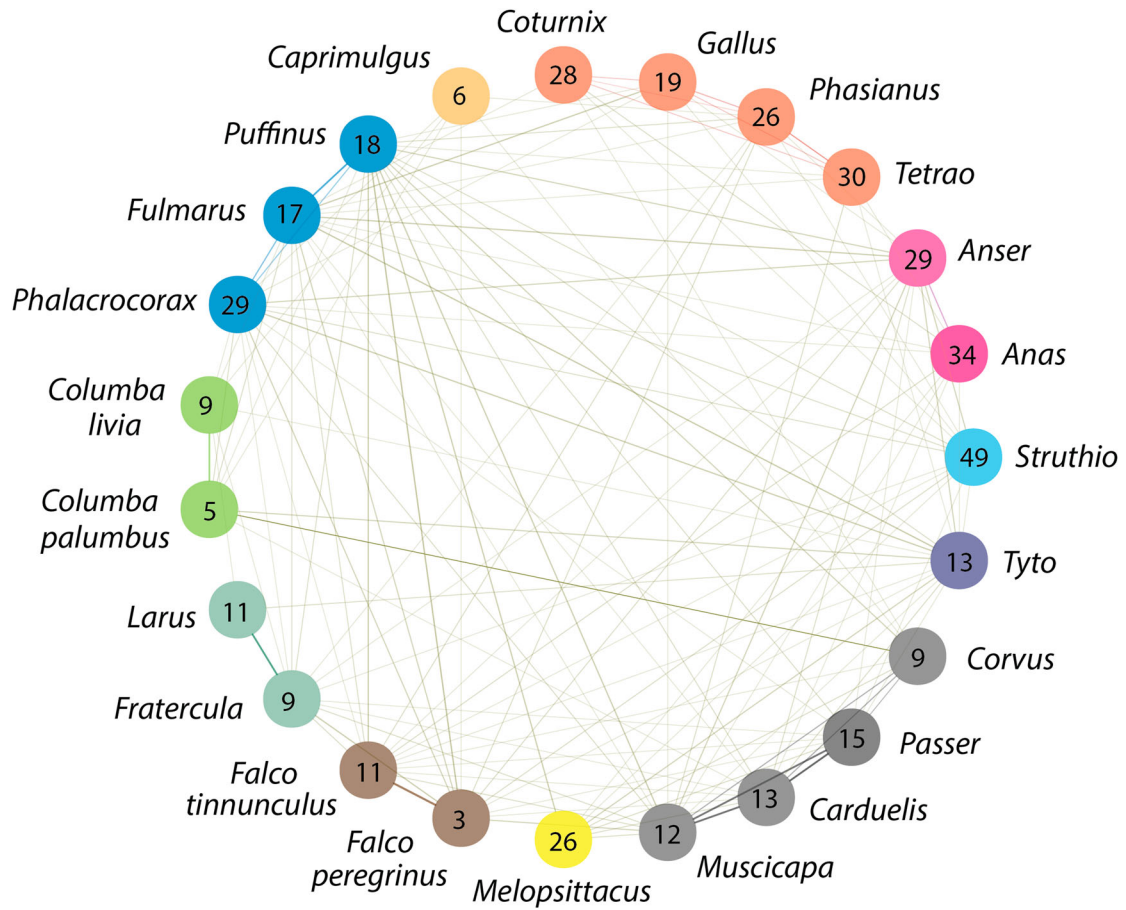 Coturnix
28
Gallus
19
Phasianus
26
Tetrao
30
Anser
29
Anas
34
Struthio
49
Tyto
13
Corvus
9
Passer
15
Carduelis
13
Muscicapa
12
Melopsittacus
26
Falco
peregrinus
3
Falco
tinnunculus
11
Fratercula
9
Larus
11
Columba
palumbus
5
Columba
livia
9
Phalacrocorax
29
Fulmarus
17
Puffinus
18
Caprimulgus
6